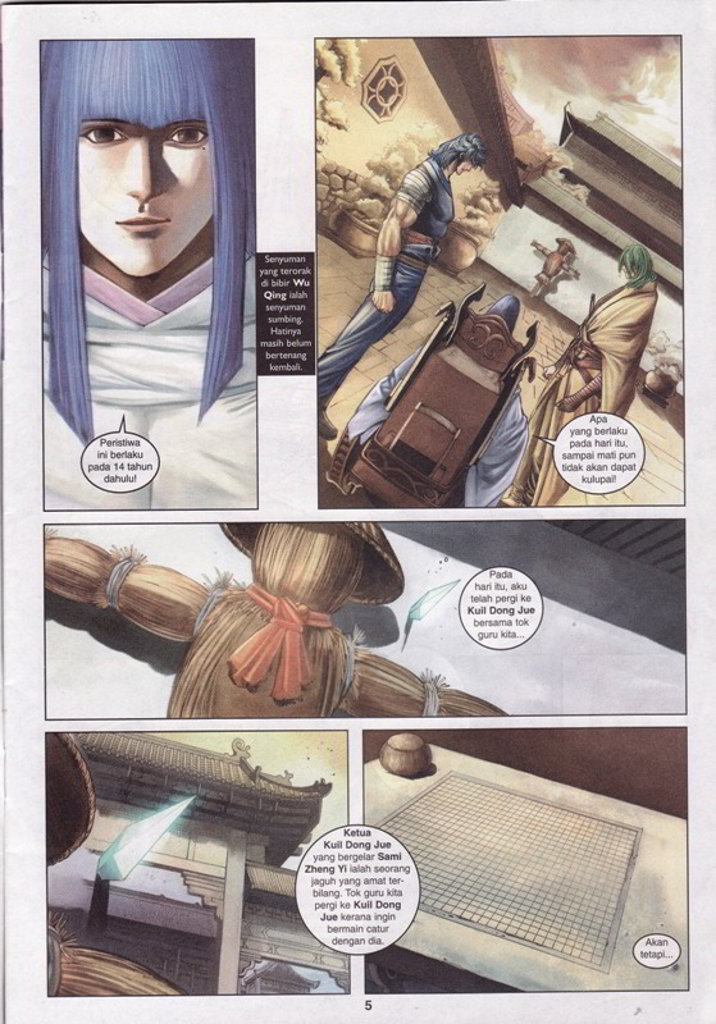 Peristiwa
ini berlaku
pada 14 tahun
dahulu!
Senyuman
yang terorak
di bibir Wu
Qing ialah
senyuman
sumbing.
Hatinya
masih belum
bertenang
kembali.
Apa
yang berlaku
pada hari itu,
sampai mati pun
tidak akan dapat
kulupai!
Pada
hari itu, aku
telah pergi ke
Kuil Dong Jue
bersama tok
guru kita...
Ketua
Kuil Dong Jue
yang bergelar Sami
Zheng Yi ialah seorang
jaguh yang amat ter-
bilang. Tok guru kita
pergi ke Kuil Dong
Jue kerana ingin
bermain catur
dengan dia.
Akan
tetapi...
5